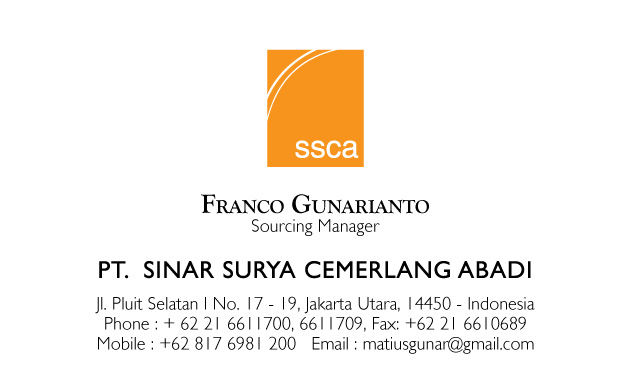 ssca
FRANCO GUNARIANTO
Sourcing Manager
PT. SINAR SURYA CEMERLANG ABADI
Jl. Pluit Selatan I No. 17 - 19, Jakarta Utara, 14450 - Indonesia
Phone : + 62 21 6611700, 6611709, Fax: +62 21 6610689
Mobile : +62 817 6981 200 Email : matiusgunar@gmail.com